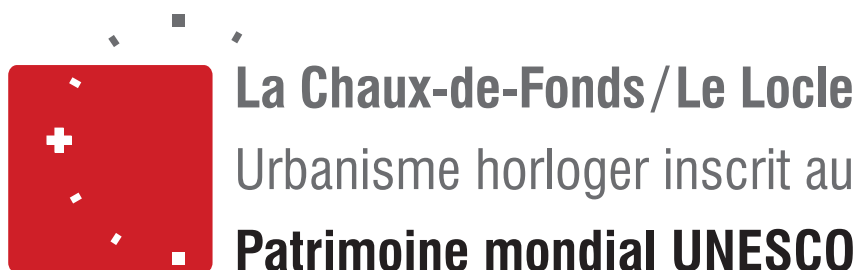 La Chaux-de-Fonds/Le Locle
Urbanisme horloger inscrit au
Patrimoine mondial UNESCO